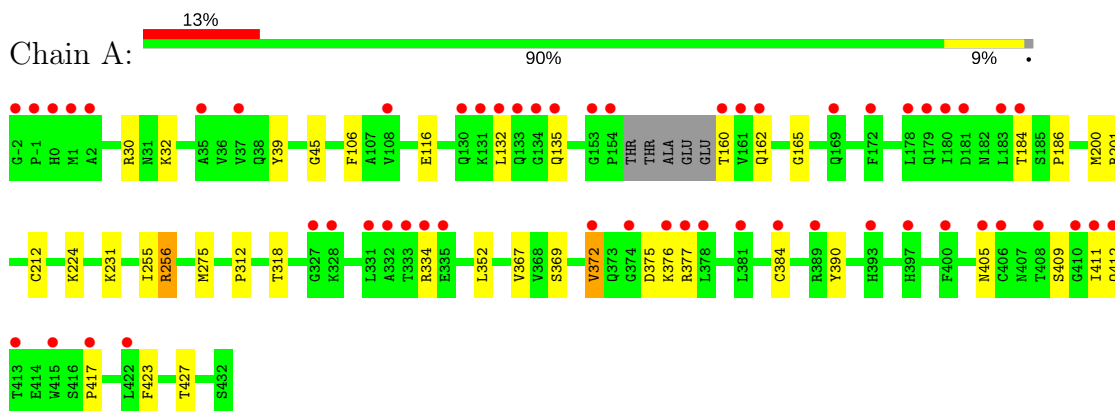 13%
Chain A:
90% 9% •
G-2 P-1 H0 M1 A2 R30 N31 K32 A35 V36 V37 Q38 Y39 G45 F106 A107 V108 E116 Q130 K131 L132 Q133 G134 Q135 G153 P154 THR THR ALA GLU GLU T160 V161 Q162 G165 Q169 F172 L178 Q179 I180 D181 N182 L183 T184 S185 P186 M200
C212 K224 K231 I255 R256 M275 P312 T318 G327 K328 L331 A332 T333 R334 E335 L352 V367 V368 S369 V372 Q373 G374 D375 K376 R377 L378 L381 C384 R389 Y390 H393 H397 F400 N405 C406 N407 T408 S409 G410 I411
T413 E414 W415 S416 P417 L422 F423 T427 S432